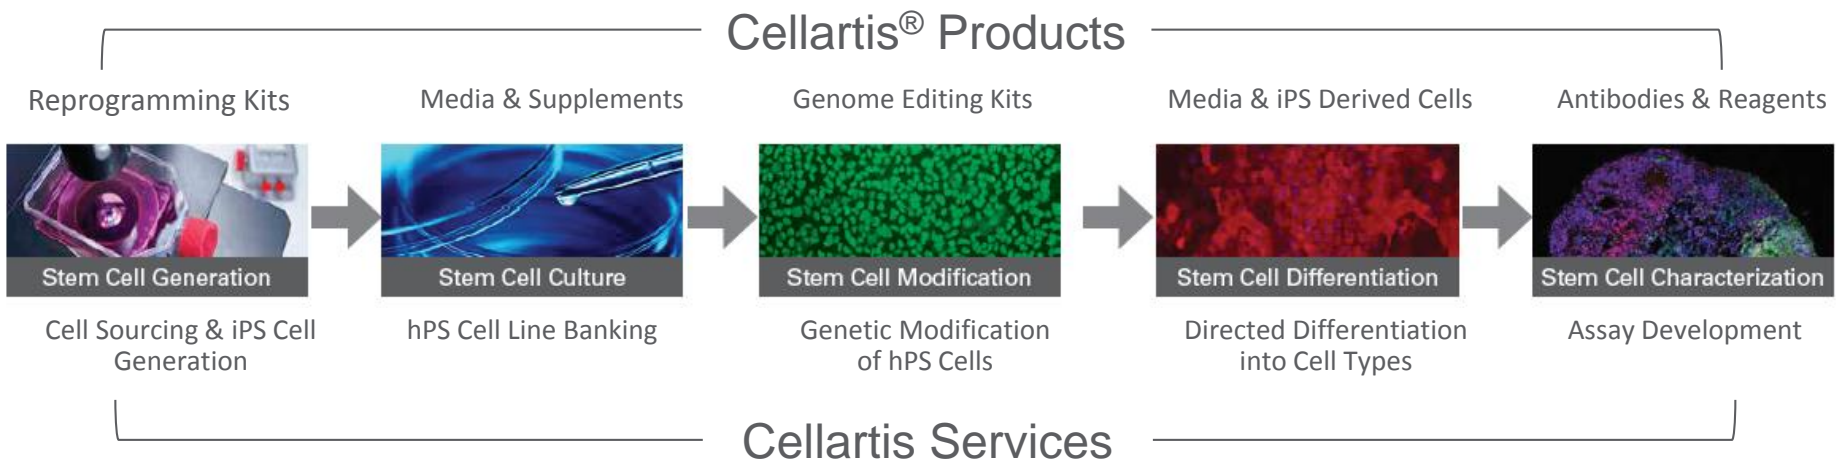 Cellartis® Products
Reprogramming Kits
Media & Supplements
Genome Editing Kits
Media & iPS Derived Cells
Antibodies & Reagents
Stem Cell Generation
Stem Cell Culture
Stem Cell Modification
Stem Cell Differentiation
Stem Cell Characterization
Cell Sourcing & iPS Cell
Generation
hPS Cell Line Banking
Genetic Modification
of hPS Cells
Directed Differentiation
into Cell Types
Assay Development
Cellartis Services